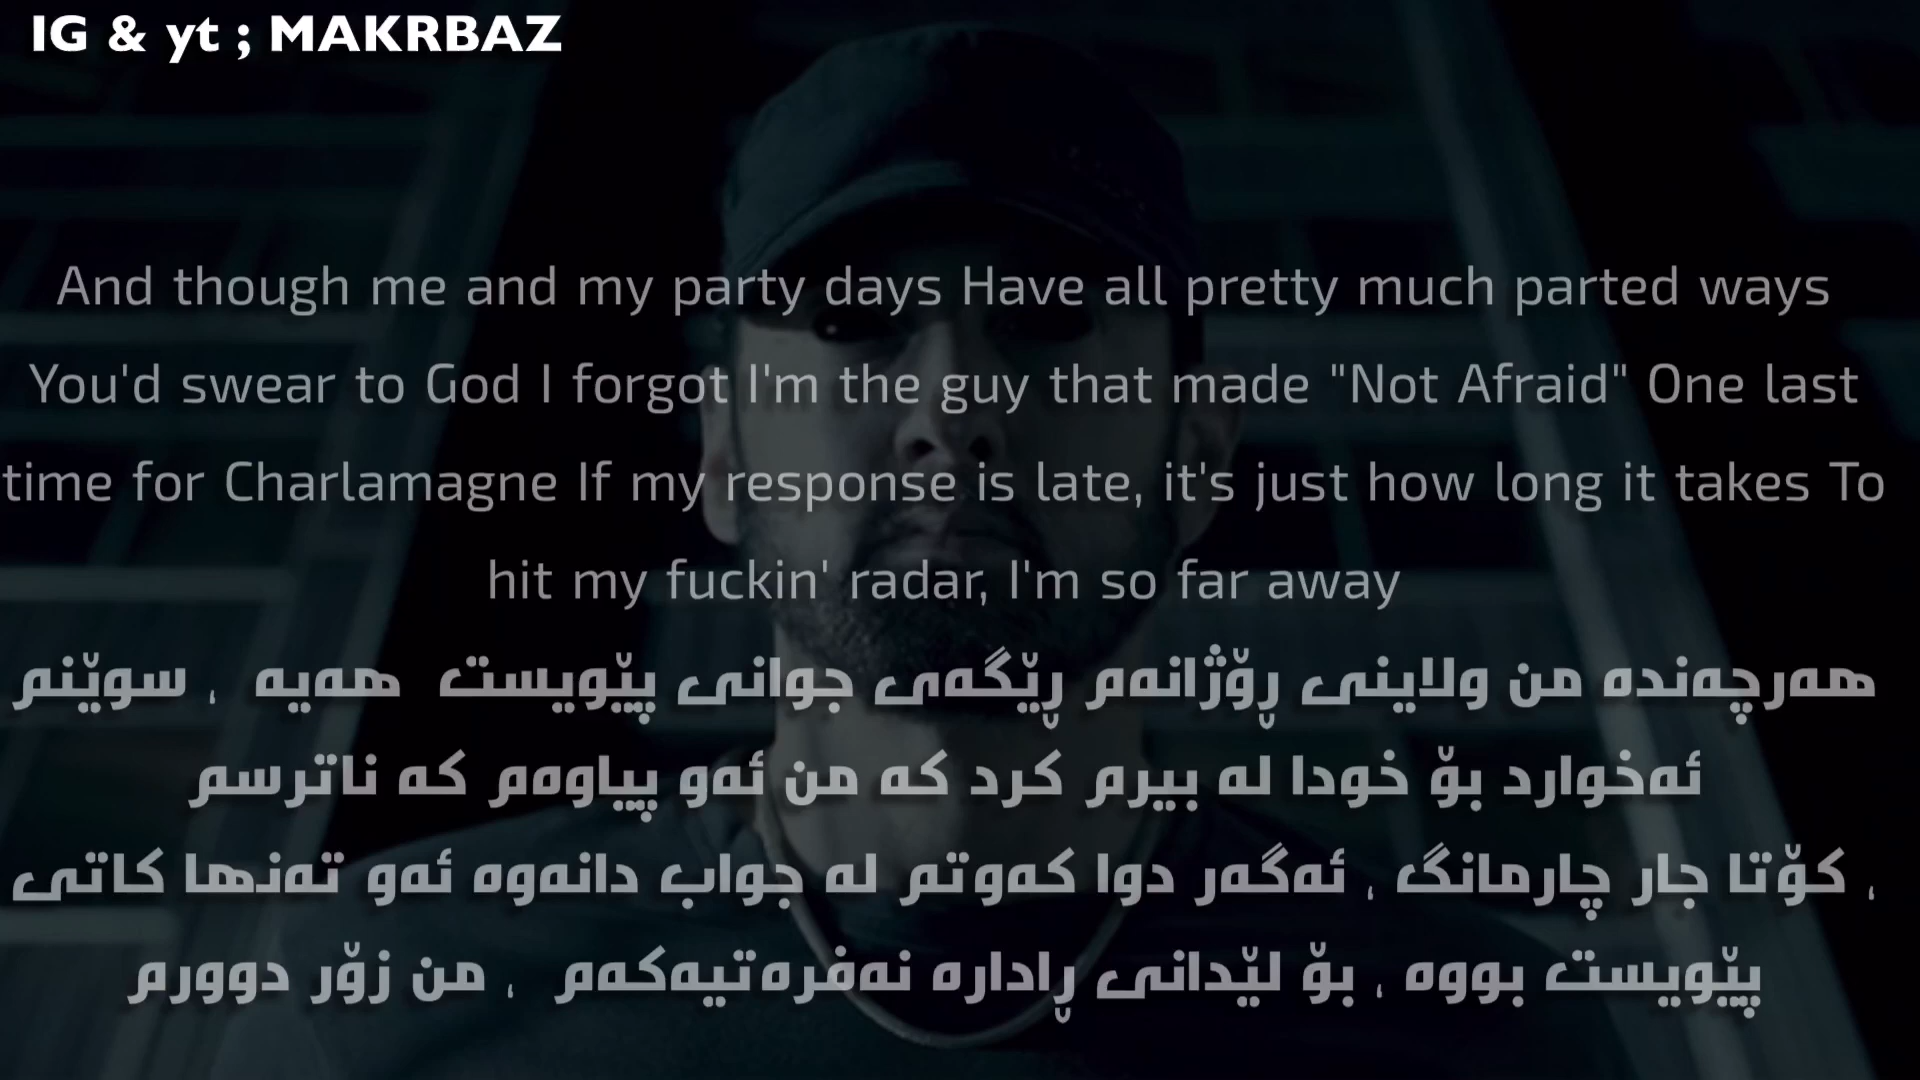 IG & yt ; MAKRBAZ
And though me and my party days Have all pretty much parted ways
You'd swear to God I forgot I'm the guy that made "Not Afraid" One last
time for Charlamagne If my response is late, it's just how long it takes To
hit my fuckin' radar, I'm so far away
هەرچەندە من ولاینی ڕۆژانەم ڕێگەی جوانی پێویست هەیە ، سوێنم
ئەخوارد بۆ خودا لە بیرم کرد کە من ئەو پیاوەم کە ناترسم
، کۆتا جار چارمانگ ، ئەگەر دوا کەوتم لە جواب دانەوە ئەو تەنها کاتی
پێویست بووە ، بۆ لێدانی ڕادارە نەفرەتیەکەم ، من زۆر دوورم